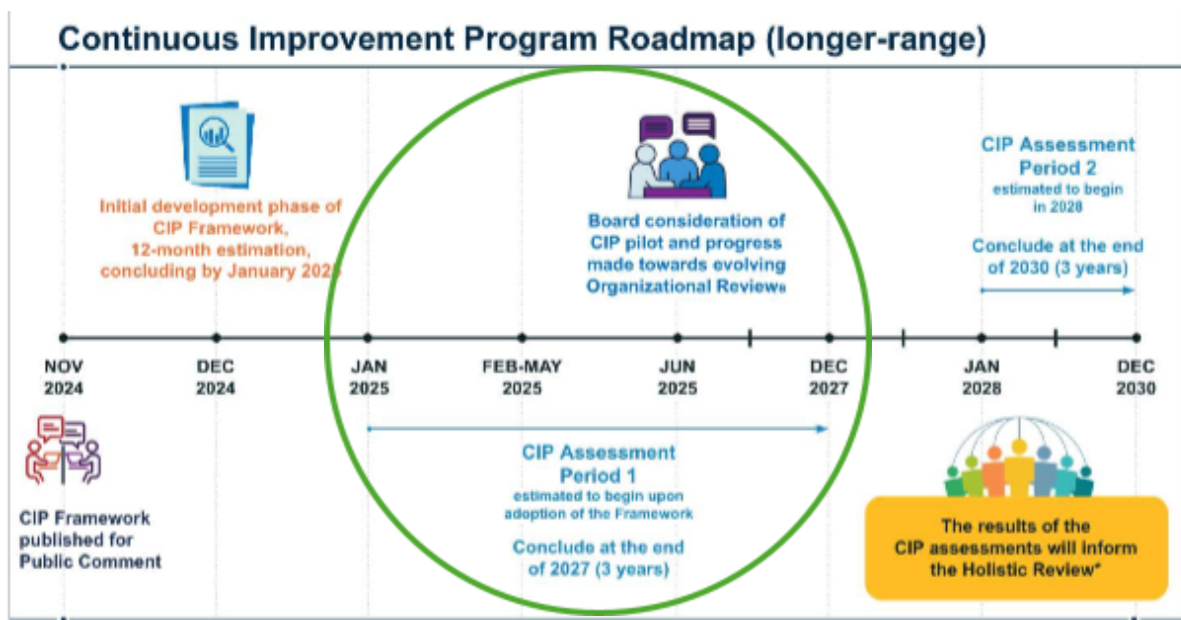 Continuous Improvement Program Roadmap (longer-range)
Initial development phase of
CIP Framework,
12-month estimation,
concluding by January 2025
Board consideration of
CIP pilot and progress
made towards evolving
Organizational Reviews
CIP Assessment
Period 2
estimated to begin
in 2028
Conclude at the end
of 2030 (3 years)
NOV
2024
DEC
2024
JAN
2025
FEB-MAY
2025
JUN
2025
DEC
2027
JAN
2028
DEC
2030
CIP Framework
published for
Public Comment
CIP Assessment
Period 1
estimated to begin upon
adoption of the Framework
Conclude at the end
of 2027 (3 years)
The results of the
CIP assessments will inform
the Holistic Review*